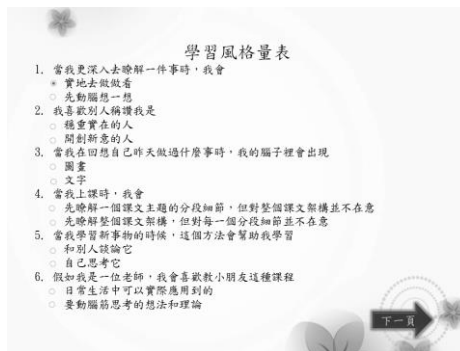 學習風格量表
1. 當我更深入去瞭解一件事時，我會
實地去做做看
先動腦想一想
2. 我喜歡別人稱讚我是
穩重實在的人
開創新意的人
3. 當我在回想自己昨天做過什麼事時，我的腦子裡會出現
圖畫
文字
4. 當我上課時，我會
先瞭解一個課文主題的分段細節，但對整個課文架構並不在意
先瞭解整個課文架構，但對每一個分段細節並不在意
5. 當我學習新事物的時候，這個方法會幫助我學習
和別人談論它
自己思考它
6. 假如我是一位老師，我會喜歡教小朋友這種課程
日常生活中可以實際應用到的
要動腦筋思考的想法和理論
下一頁